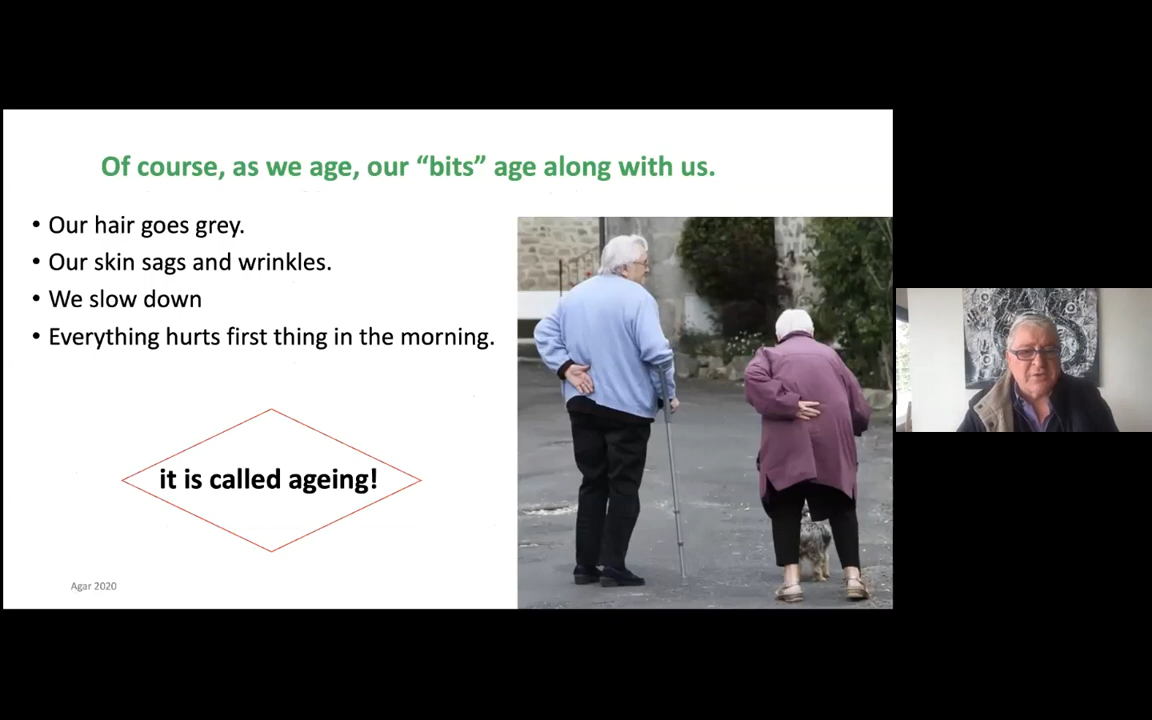 Of course, as we age, our “bits” age along with us.
• Our hair goes grey.
• Our skin sags and wrinkles.
• We slow down
• Everything hurts first thing in the morning.
it is called ageing!
Agar 2020